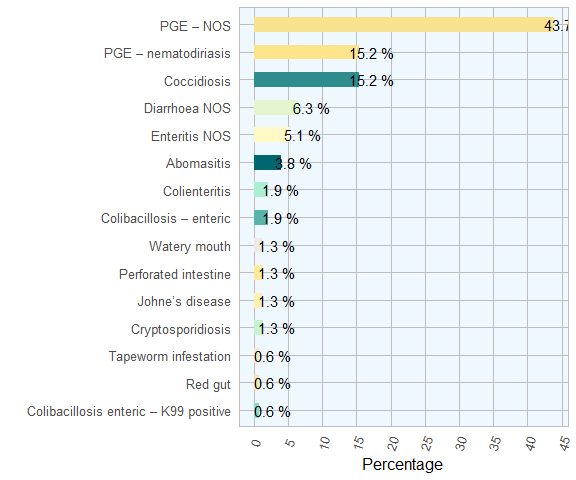 PGE – NOS 43.7
PGE – nematodiriasis 15.2 %
Coccidiosis 15.2 %
Diarrhoea NOS 6.3 %
Enteritis NOS 5.1 %
Abomasitis 3.8 %
Colienteritis 1.9 %
Colibacillosis – enteric 1.9 %
Watery mouth 1.3 %
Perforated intestine 1.3 %
Johne's disease 1.3 %
Cryptosporidiosis 1.3 %
Tapeworm infestation 0.6 %
Red gut 0.6 %
Colibacillosis enteric – K99 positive 0.6 %
0 5 10 15 20 25 30 35 40 45
Percentage